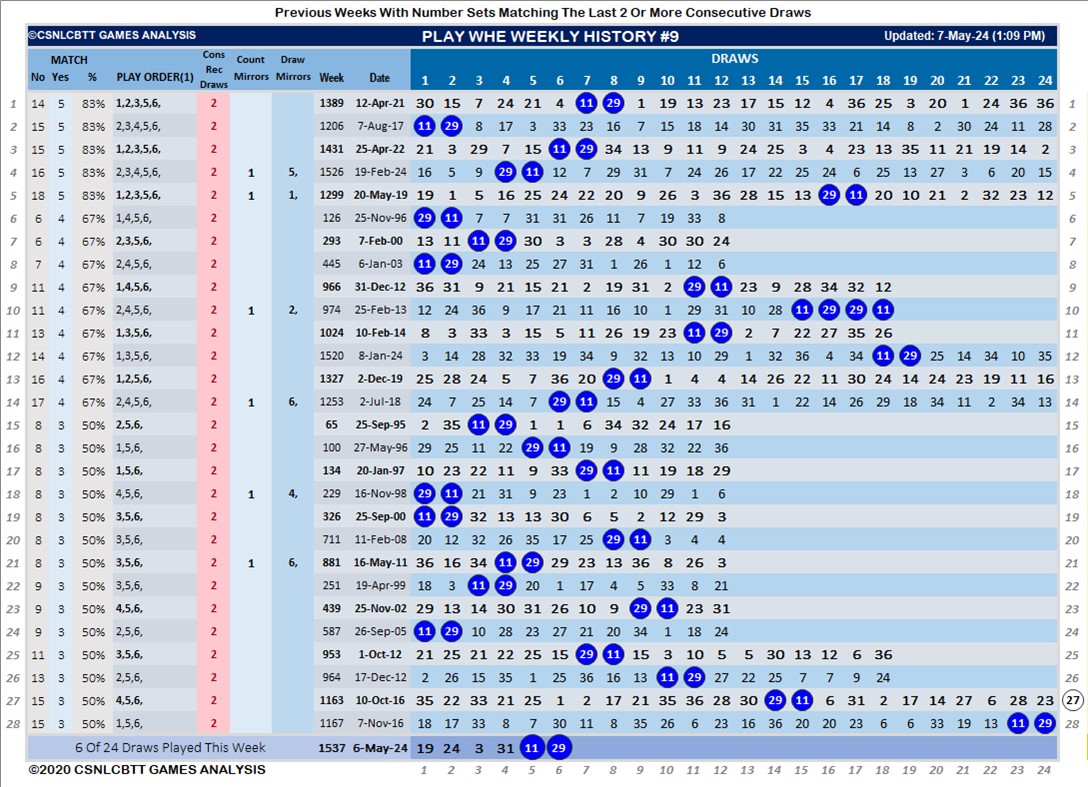 Previous Weeks With Number Sets Matching The Last 2 Or More Consecutive Draws
©CSNLCBTT GAMES ANALYSIS PLAY WHE WEEKLY HISTORY #9 Updated: 7-May-24 (1:09 PM)
MATCH Cons Rec Draws Count Mirrors Draw Mirrors DRAWS
No Yes % PLAY ORDER(1) Week Date 1 2 3 4 5 6 7 8 9 10 11 12 13 14 15 16 17 18 19 20 21 22 23 24
1 14 5 83% 1,2,3,5,6, 2 1389 12-Apr-21 30 15 7 24 21 4 11 29 1 19 13 23 17 15 12 4 36 25 3 20 1 24 36 36 1
2 15 5 83% 2,3,4,5,6, 2 1206 7-Aug-17 11 29 8 17 3 33 23 16 7 15 18 14 30 31 35 33 21 14 8 2 30 24 11 28 2
3 15 5 83% 1,2,3,5,6, 2 1431 25-Apr-22 21 3 29 7 15 11 29 34 13 9 11 9 24 25 3 4 23 13 35 11 21 19 14 2 3
4 16 5 83% 2,3,4,5,6, 2 1 5, 1526 19-Feb-24 16 5 9 29 11 12 7 29 31 7 24 26 17 22 25 24 6 25 13 27 3 6 20 15 4
5 18 5 83% 1,2,3,5,6, 2 1 1, 1299 20-May-19 19 1 5 16 25 24 22 20 9 26 3 36 28 15 13 29 11 20 10 21 2 32 23 12 5
6 6 4 67% 1,4,5,6, 2 126 25-Nov-96 29 11 7 7 31 31 26 11 7 19 33 8 6
7 6 4 67% 2,3,5,6, 2 293 7-Feb-00 13 11 11 29 30 3 3 28 4 30 30 24 7
8 7 4 67% 2,4,5,6, 2 445 6-Jan-03 11 29 24 13 25 27 31 1 26 1 12 6 8
9 11 4 67% 1,4,5,6, 2 966 31-Dec-12 36 31 9 21 15 21 2 19 31 2 29 11 23 9 28 34 32 12 9
10 11 4 67% 2,4,5,6, 2 1 2, 974 25-Feb-13 12 24 36 9 17 21 11 16 10 1 29 31 10 28 11 29 29 11 10
11 13 4 67% 1,3,5,6, 2 1024 10-Feb-14 8 3 33 3 15 5 11 26 19 23 11 29 2 7 22 27 35 26 11
12 14 4 67% 1,3,5,6, 2 1520 8-Jan-24 3 14 28 32 33 19 34 9 32 13 10 29 1 32 36 4 34 11 29 25 14 34 10 35 12
13 16 4 67% 1,2,5,6, 2 1327 2-Dec-19 25 28 24 5 7 36 20 29 11 1 4 4 14 26 22 11 30 24 14 24 23 19 11 16 13
14 17 4 67% 2,4,5,6, 2 1 6, 1253 2-Jul-18 24 7 25 14 7 29 11 15 4 27 33 36 31 1 22 14 26 29 18 34 11 2 34 13 14
15 8 3 50% 2,5,6, 2 65 25-Sep-95 2 35 11 29 1 1 6 34 32 24 17 16 15
16 8 3 50% 1,5,6, 2 100 27-May-96 29 25 11 22 29 11 19 9 28 32 22 36 16
17 8 3 50% 1,5,6, 2 134 20-Jan-97 10 23 22 11 9 33 29 11 11 19 18 29 17
18 8 3 50% 4,5,6, 2 1 4, 229 16-Nov-98 29 11 21 31 9 23 1 2 10 29 1 6 18
19 8 3 50% 3,5,6, 2 326 25-Sep-00 11 29 32 13 13 30 6 5 2 12 29 3 19
20 8 3 50% 3,5,6, 2 711 11-Feb-08 20 12 32 26 35 17 25 29 11 3 4 4 20
21 8 3 50% 3,5,6, 2 1 6, 881 16-May-11 36 16 34 11 29 29 23 13 36 8 26 3 21
22 9 3 50% 3,5,6, 2 251 19-Apr-99 18 3 11 29 20 1 17 4 5 33 8 21 22
23 9 3 50% 4,5,6, 2 439 25-Nov-02 29 13 14 30 31 26 10 9 29 11 23 31 23
24 9 3 50% 2,5,6, 2 587 26-Sep-05 11 29 10 28 23 27 21 20 34 1 18 24 24
25 11 3 50% 3,5,6, 2 953 1-Oct-12 21 25 21 22 25 15 29 11 15 3 10 5 5 30 13 12 6 36 25
26 13 3 50% 2,5,6, 2 964 17-Dec-12 2 26 15 35 1 25 36 16 13 11 29 27 22 25 7 7 9 24 26
27 15 3 50% 4,5,6, 2 1163 10-Oct-16 35 22 33 21 25 1 2 17 21 35 36 28 30 29 11 6 31 2 17 14 27 6 28 23 27
28 15 3 50% 1,5,6, 2 1167 7-Nov-16 18 17 33 8 7 30 11 8 35 26 6 23 16 36 20 20 23 6 6 33 19 13 11 29 28
6 Of 24 Draws Played This Week 1537 6-May-24 19 24 3 31 11 29
©2020 CSNLCBTT GAMES ANALYSIS 1 2 3 4 5 6 7 8 9 10 11 12 13 14 15 16 17 18 19 20 21 22 23 24